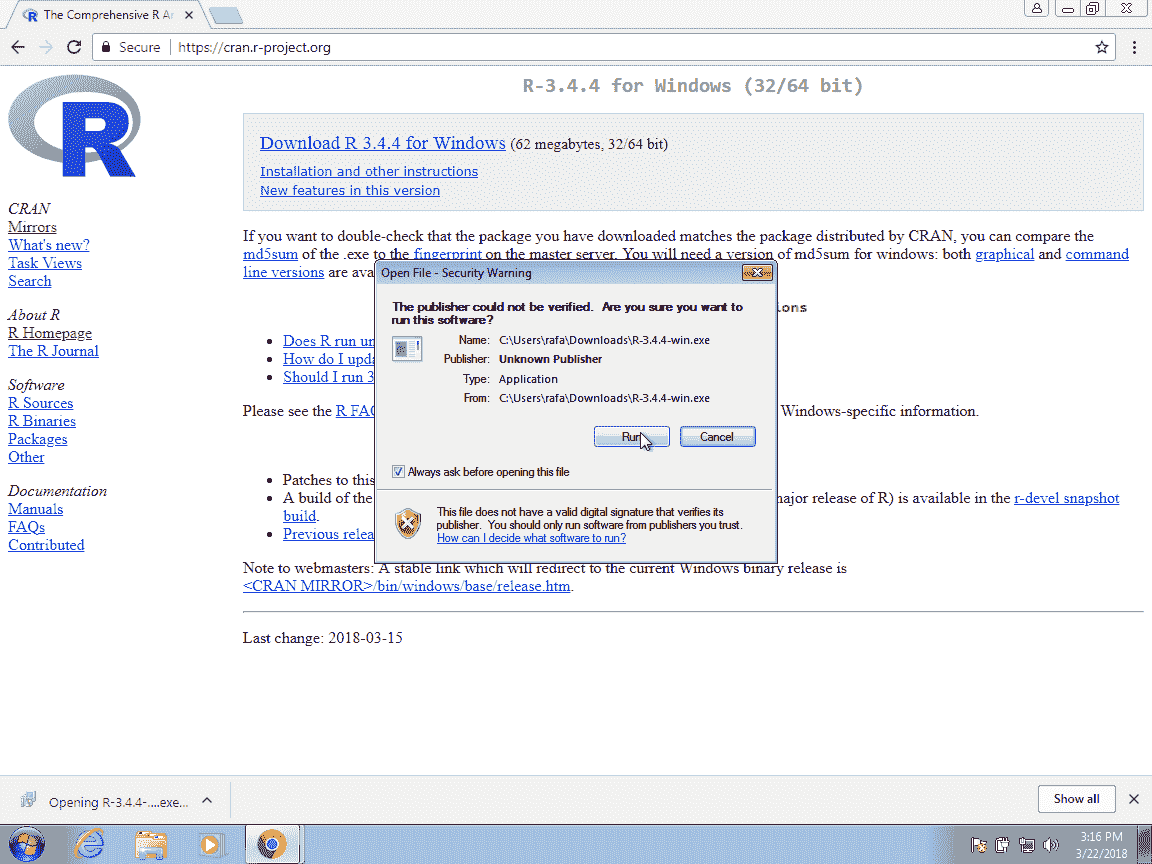 The Comprehensive R Ar
Secure
https://cran.r-project.org
R
CRAN
Mirrors
What's new?
Task Views
Search
About R
R Homepage
The R Journal
Software
R Sources
R Binaries
Packages
Other
Documentation
Manuals
FAQs
Contributed
R-3.4.4 for Windows (32/64 bit)
Download R 3.4.4 for Windows (62 megabytes, 32/64 bit)
Installation and other instructions
New features in this version
If you want to double-check that the package you have downloaded matches the package distributed by CRAN, you can compare the
md5sum of the .exe to the fingerprint on the master server. You will need a version of md5sum for windows: both graphical and command
line versions are ava
ions
Does R run un
How do I upda
Should I run 3
Please see the R FAQ
Windows-specific information.
Patches to this
A build of the
ajor release of R) is available in the r-devel snapshot
build.
Previous relea
Note to webmasters: A stable link which will redirect to the current Windows binary release is
<CRAN MIRROR>/bin/windows/base/release.htm.
Last change: 2018-03-15
Open File - Security Warning
The publisher could not be verified. Are you sure you want to
run this software?
Name: C:\Users\rafa\Downloads\R-3.4.4-win.exe
Publisher: Unknown Publisher
Type: Application
From: C:\Users\rafa\Downloads\R-3.4.4-win.exe
Run Cancel
Always ask before opening this file
This file does not have a valid digital signature that verifies its
publisher. You should only run software from publishers you trust.
How can I decide what software to run?
Opening R-3.4.4-....exe...
Show all
3:16 PM
3/22/2018